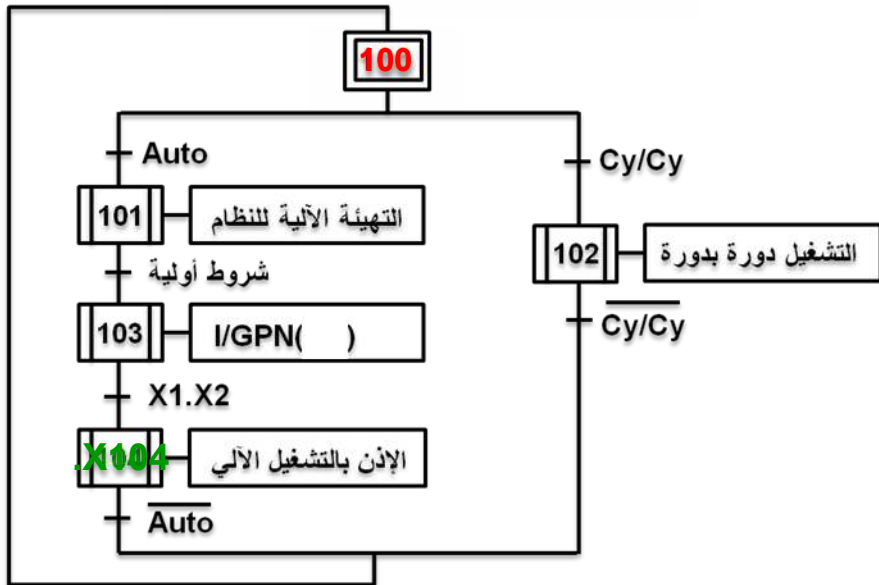 100
Auto
Cy/Cy
101
التهيئة الآلية للنظام
102
التشغيل دورة بدورة
شروط أولية
Cy/Cy
103
I/GPN( )
X1.X2
.X104
الإذن بالتشغيل الآلي
Auto